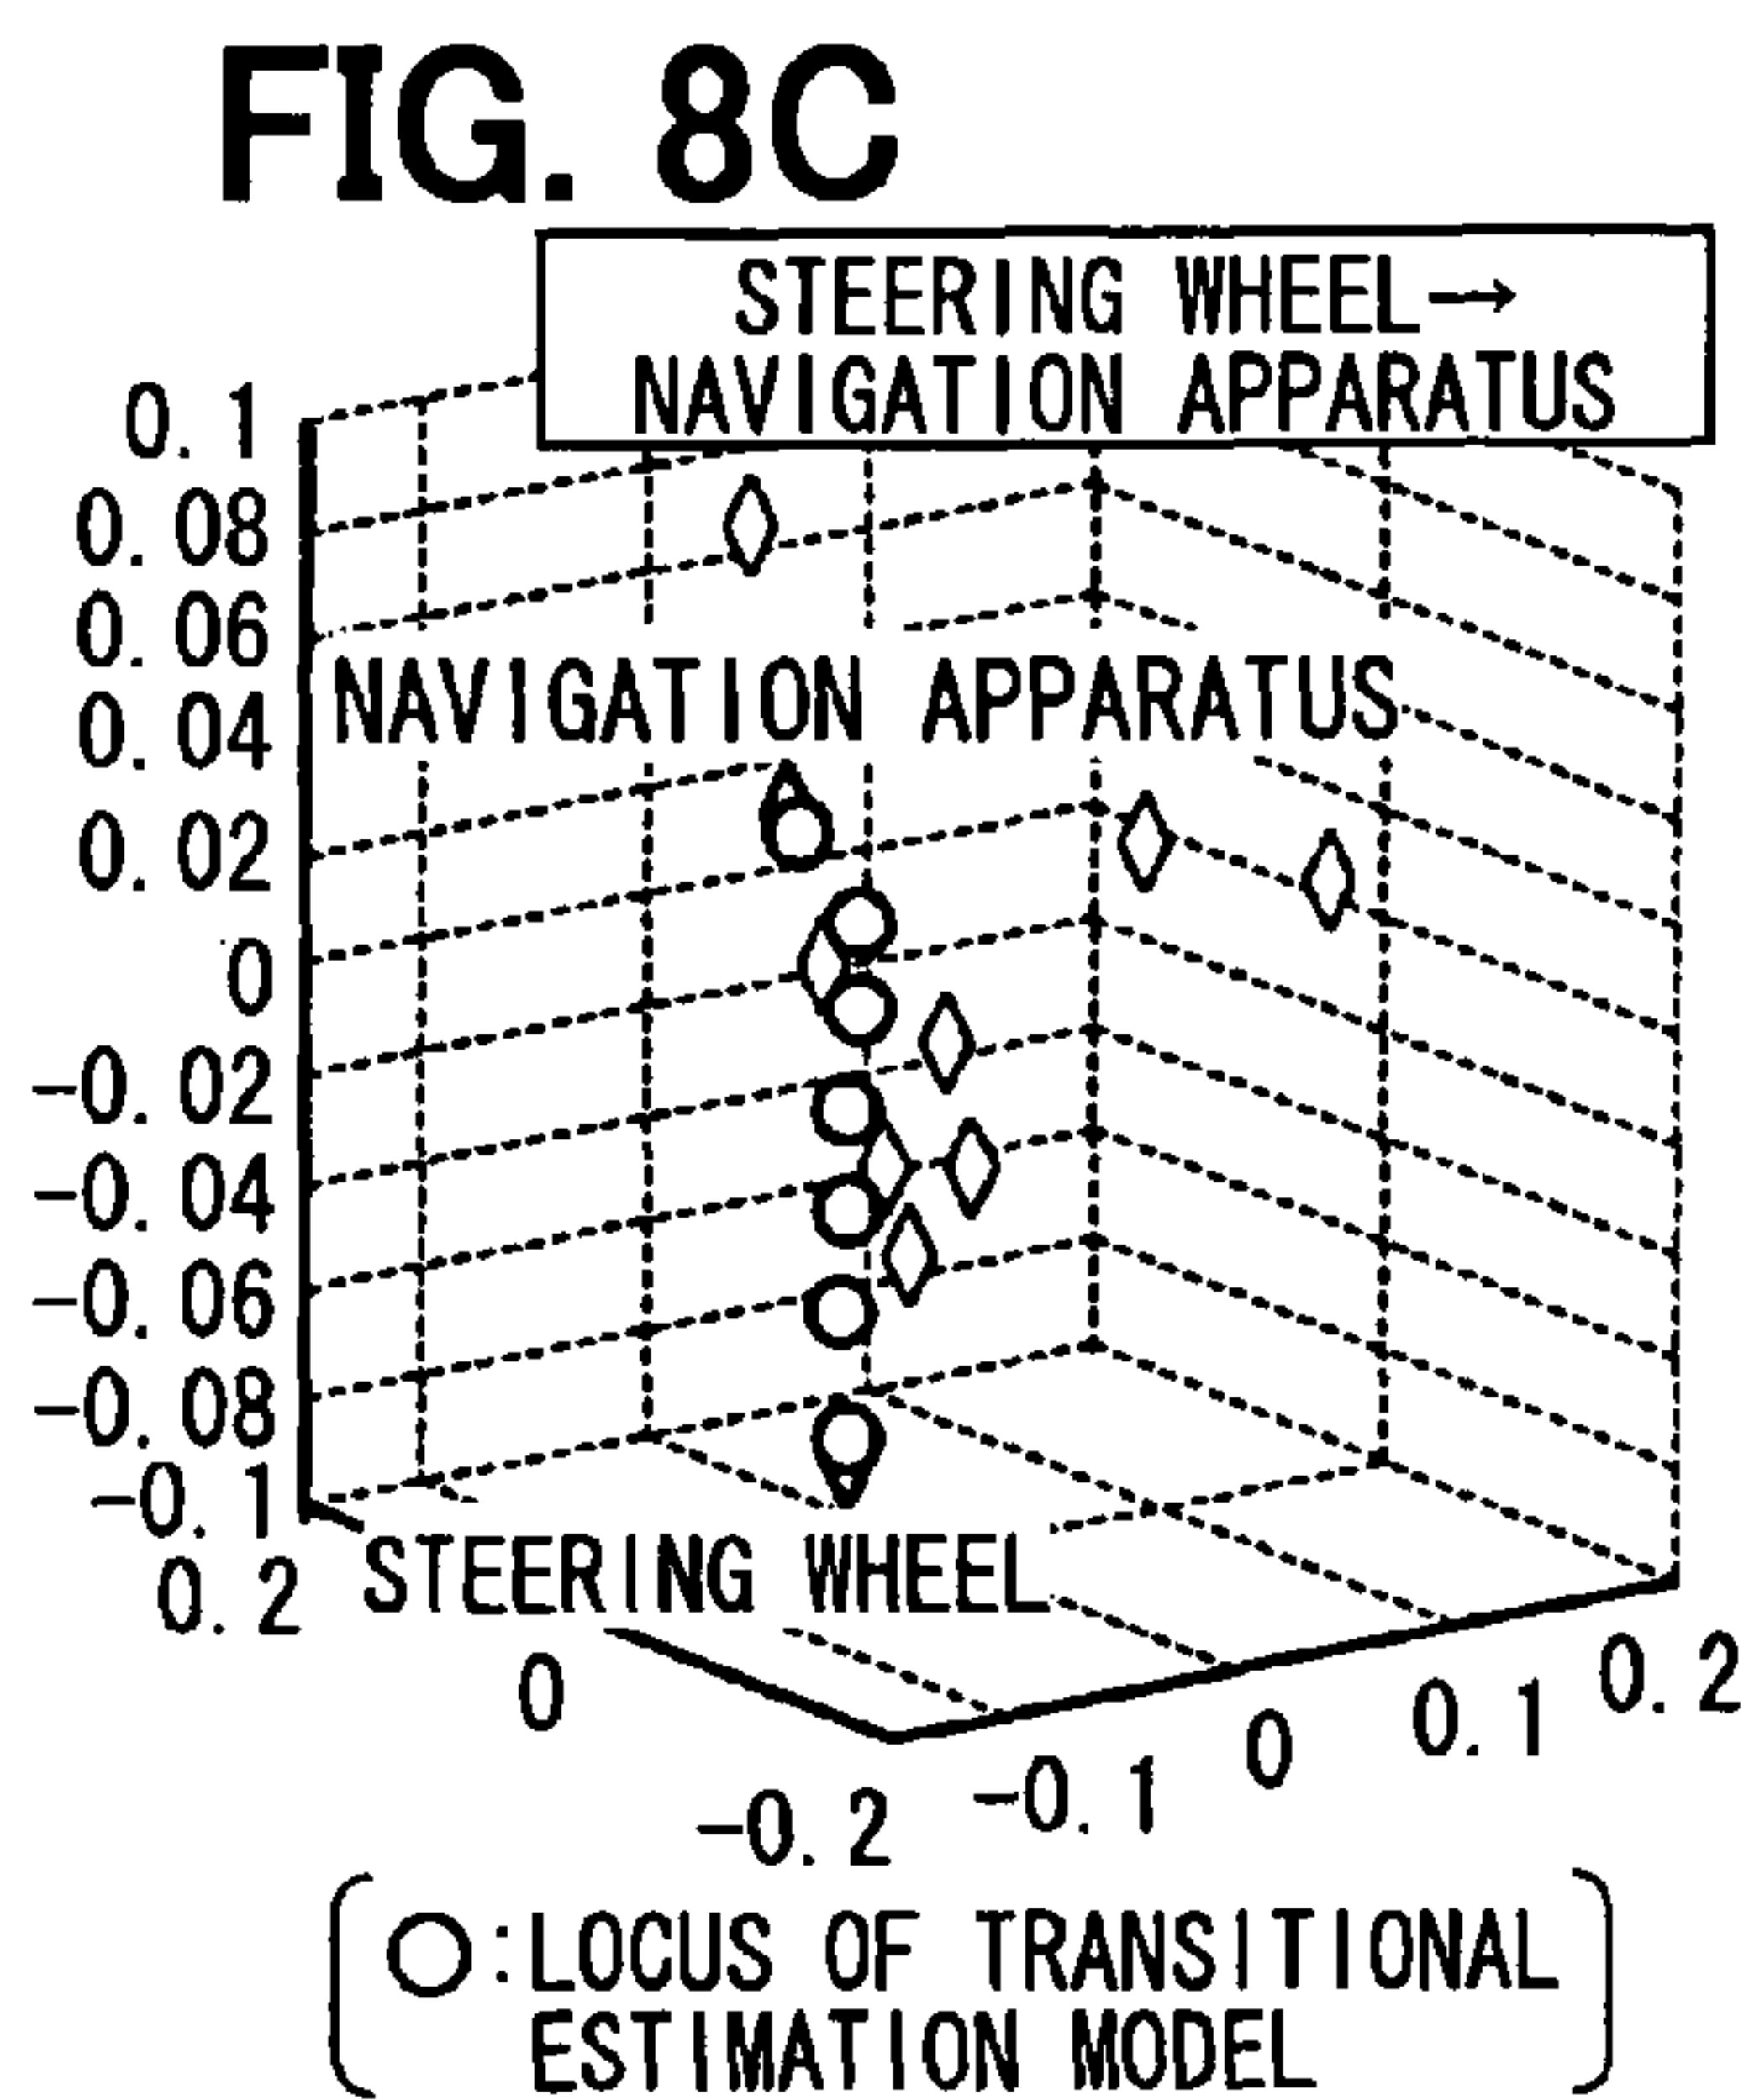 FIG. 8C
STEERING WHEEL→
NAVIGATION APPARATUS
0.1
0.08
0.06
NAVIGATION APPARATUS
0.04
0.02
0
-0.02
-0.04
-0.06
-0.08
-0.1
0.2
STEERING WHEEL
0
-0.2
-0.1
0
0.1
0.2
○:LOCUS OF TRANSITIONAL
ESTIMATION MODEL